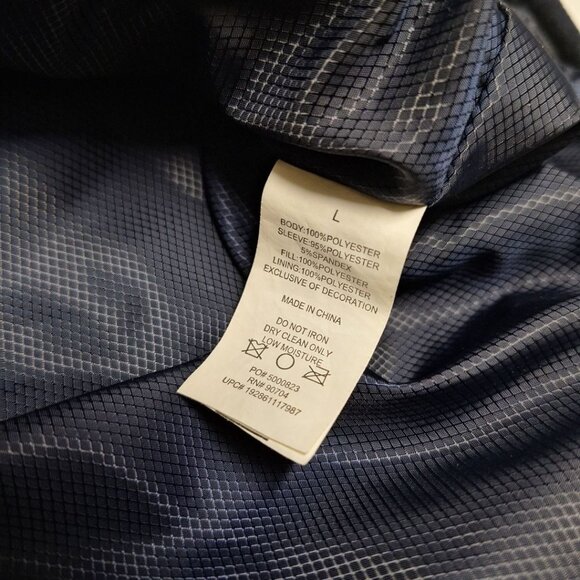 L
BODY:100%POLYESTER
SLEEVE:95%POLYESTER
5%SPANDEX
FILL:100%POLYESTER
LINING:100%POLYESTER
EXCLUSIVE OF DECORATION
MADE IN CHINA
DO NOT IRON
DRY CLEAN ONLY
LOW MOISTURE
PO# 5000823
RN# 90704
UPC# 192861117987